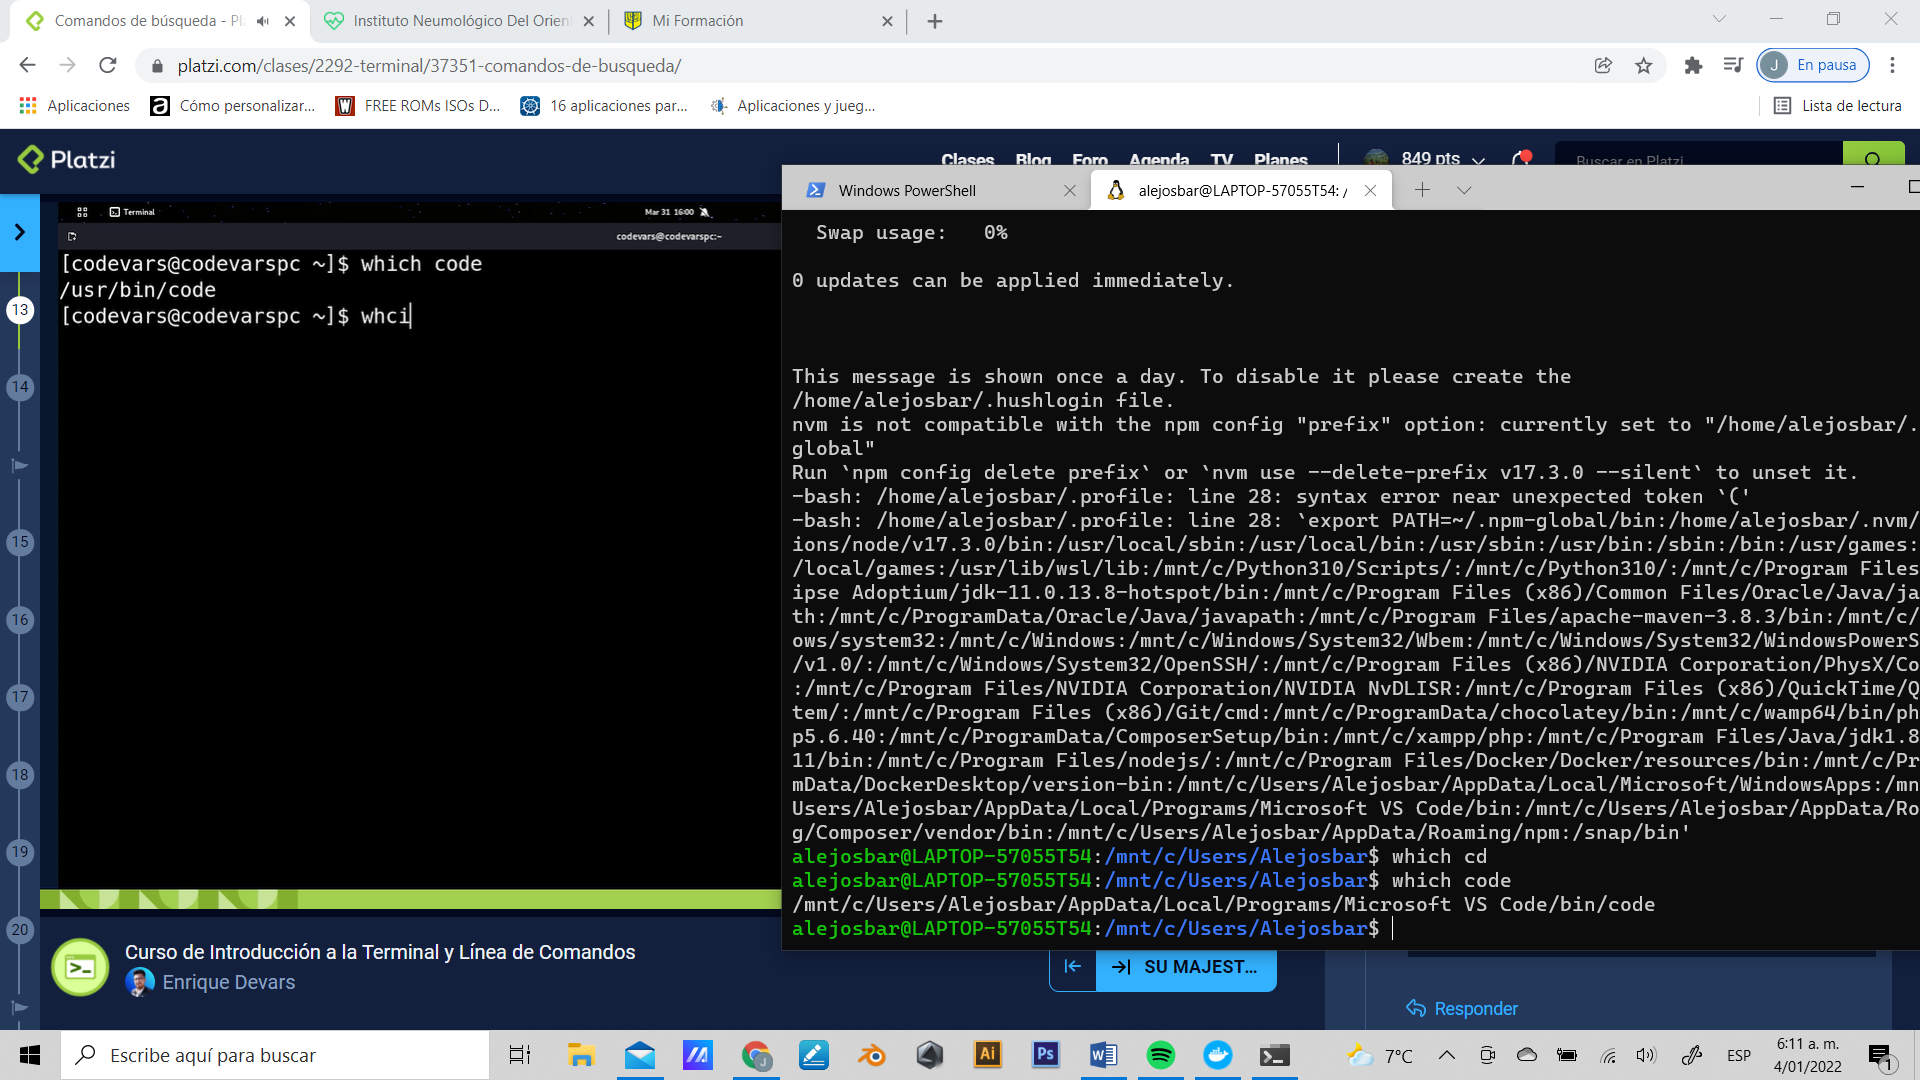 Comandos de búsqueda - Pla
Instituto Neumológico Del Orien
Mi Formación
platzi.com/clases/2292-terminal/37351-comandos-de-busqueda/
J
En pausa
Aplicaciones
Cómo personalizar...
FREE ROMs ISOs D...
16 aplicaciones par...
Aplicaciones y jueg...
Lista de lectura
Platzi
Clases
Blog
Foro
Agenda
TV
Planes
849 pts
Buscar en Platzi
Windows PowerShell
alejosbar@LAPTOP-57055T54: /
Terminal
Mar 31 16:00
codevars@codevarspc:~
[codevars@codevarspc ~]$ which code
/usr/bin/code
[codevars@codevarspc ~]$ whci
13
14
15
16
17
18
19
20
Swap usage: 0%
0 updates can be applied immediately.
This message is shown once a day. To disable it please create the
/home/alejosbar/.hushlogin file.
nvm is not compatible with the npm config "prefix" option: currently set to "/home/alejosbar/.
global"
Run `npm config delete prefix` or `nvm use --delete-prefix v17.3.0 --silent` to unset it.
-bash: /home/alejosbar/.profile: line 28: syntax error near unexpected token `('
-bash: /home/alejosbar/.profile: line 28: `export PATH=~/.npm-global/bin:/home/alejosbar/.nvm/
ions/node/v17.3.0/bin:/usr/local/sbin:/usr/local/bin:/usr/sbin:/usr/bin:/sbin:/bin:/usr/games:
/local/games:/usr/lib/wsl/lib:/mnt/c/Python310/Scripts/:/mnt/c/Python310/:/mnt/c/Program Files
ipse Adoptium/jdk-11.0.13.8-hotspot/bin:/mnt/c/Program Files (x86)/Common Files/Oracle/Java/ja
th:/mnt/c/ProgramData/Oracle/Java/javapath:/mnt/c/Program Files/apache-maven-3.8.3/bin:/mnt/c/
ows/system32:/mnt/c/Windows:/mnt/c/Windows/System32/Wbem:/mnt/c/Windows/System32/WindowsPowerS
/v1.0/:/mnt/c/Windows/System32/OpenSSH/:/mnt/c/Program Files (x86)/NVIDIA Corporation/PhysX/Co
:/mnt/c/Program Files/NVIDIA Corporation/NVIDIA NvDLISR:/mnt/c/Program Files (x86)/QuickTime/Q
tem/:/mnt/c/Program Files (x86)/Git/cmd:/mnt/c/ProgramData/chocolatey/bin:/mnt/c/wamp64/bin/ph
p5.6.40:/mnt/c/ProgramData/ComposerSetup/bin:/mnt/c/xampp/php:/mnt/c/Program Files/Java/jdk1.8
11/bin:/mnt/c/Program Files/nodejs/:/mnt/c/Program Files/Docker/Docker/resources/bin:/mnt/c/Pr
mData/DockerDesktop/version-bin:/mnt/c/Users/Alejosbar/AppData/Local/Microsoft/WindowsApps:/mn
Users/Alejosbar/AppData/Local/Programs/Microsoft VS Code/bin:/mnt/c/Users/Alejosbar/AppData/Ro
g/Composer/vendor/bin:/mnt/c/Users/Alejosbar/AppData/Roaming/npm:/snap/bin'
alejosbar@LAPTOP-57055T54:/mnt/c/Users/Alejosbar$ which cd
alejosbar@LAPTOP-57055T54:/mnt/c/Users/Alejosbar$ which code
/mnt/c/Users/Alejosbar/AppData/Local/Programs/Microsoft VS Code/bin/code
alejosbar@LAPTOP-57055T54:/mnt/c/Users/Alejosbar$
Curso de Introducción a la Terminal y Línea de Comandos
Enrique Devars
SU MAJEST...
Responder
Escribe aquí para buscar
J
Ai
Ps
7°C
ESP
6:11 a. m.
4/01/2022
1